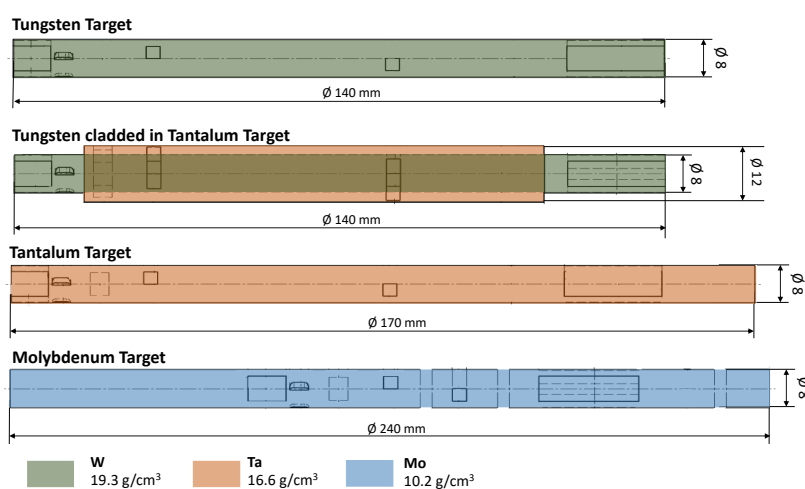 Tungsten Target
Ø 8
Ø 140 mm
Tungsten cladded in Tantalum Target
Ø 8
Ø 12
Ø 140 mm
Tantalum Target
Ø 8
Ø 170 mm
Molybdenum Target
Ø 8
Ø 240 mm
W
19.3 g/cm³
Ta
16.6 g/cm³
Mo
10.2 g/cm³